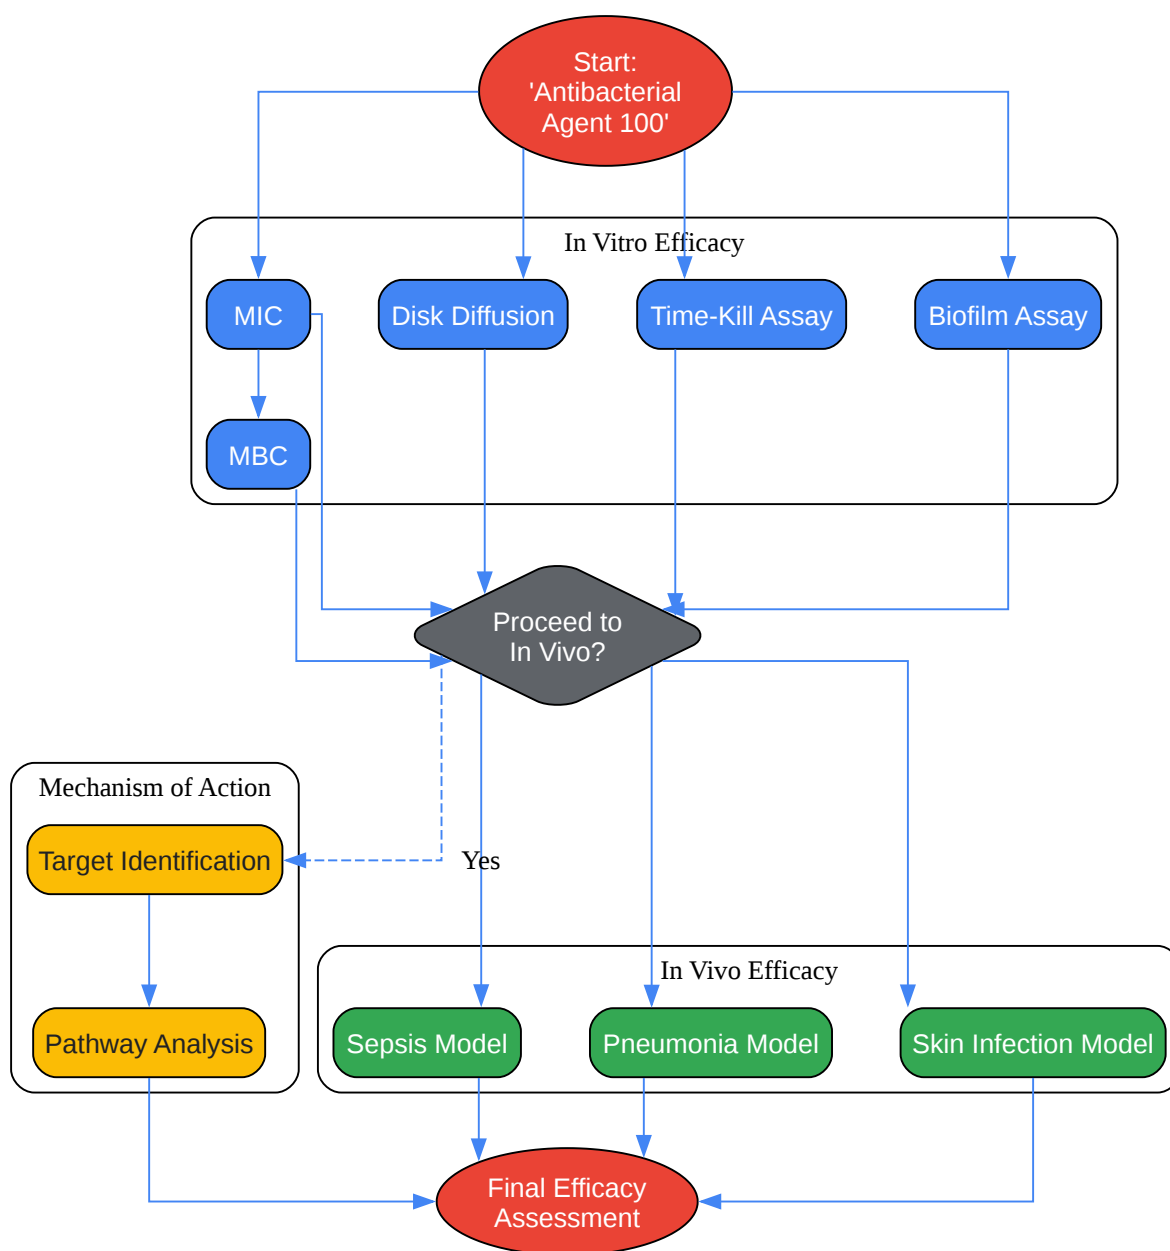 Start:
'Antibacterial
Agent 100'
In Vitro Efficacy
MIC
Disk Diffusion
Time-Kill Assay
Biofilm Assay
MBC
Proceed to
In Vivo?
Mechanism of Action
Target Identification
Yes
In Vivo Efficacy
Pathway Analysis
Sepsis Model
Pneumonia Model
Skin Infection Model
Final Efficacy
Assessment